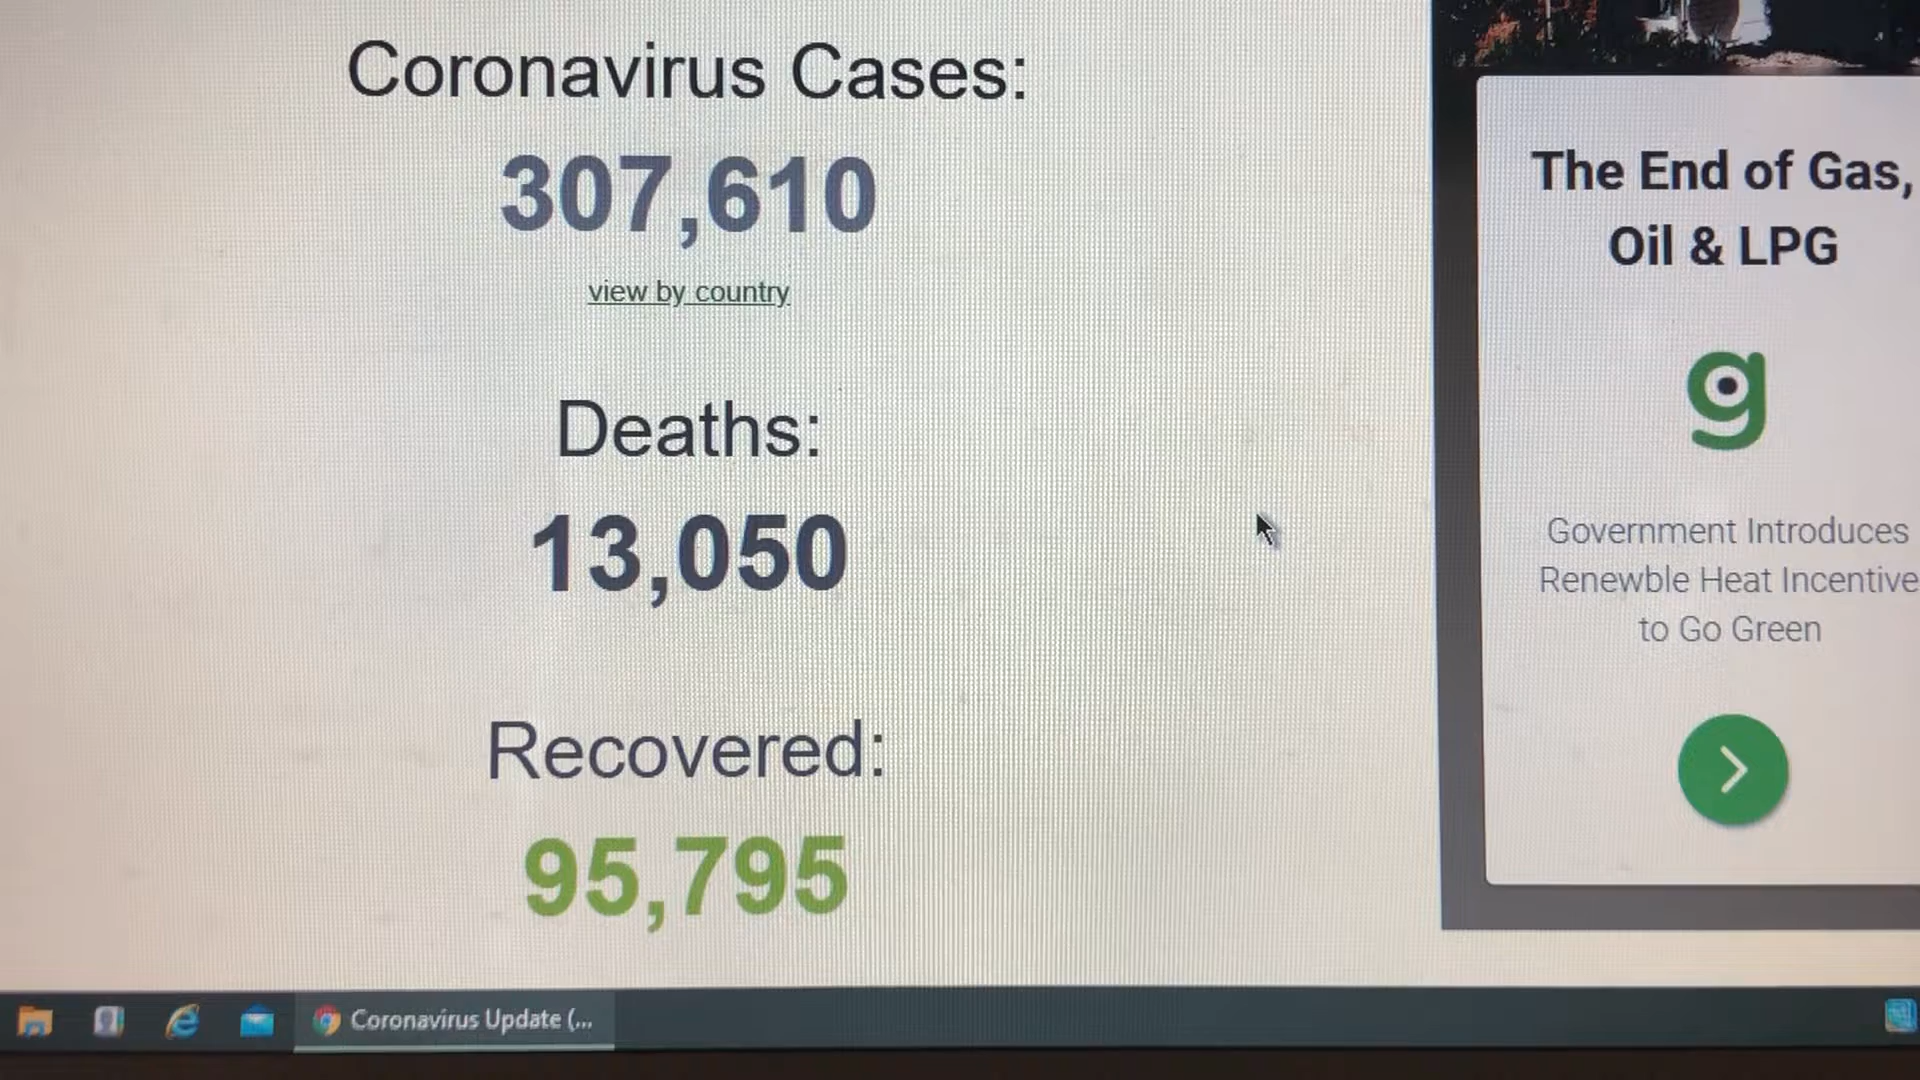 Coronavirus Cases:
307,610
view by country
Deaths:
13,050
Recovered:
95,795
The End of Gas,
Oil & LPG
g
Government Introduces
Renewble Heat Incentive
to Go Green
Coronavirus Update (...